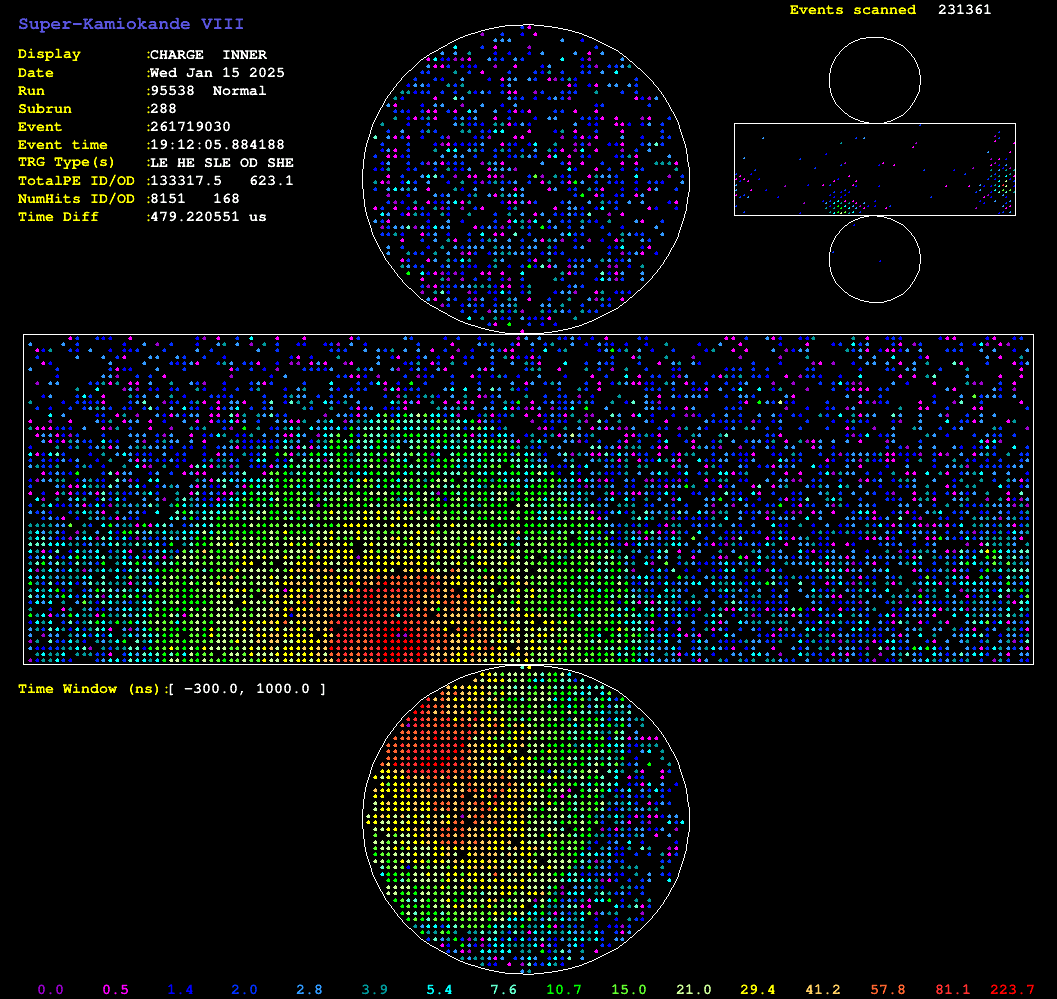 Super-Kamiokande VIII
Events scanned 231361
Display :CHARGE INNER
Date :Wed Jan 15 2025
Run :95538 Normal
Subrun :288
Event :261719030
Event time :19:12:05.884188
TRG Type(s) :LE HE SLE OD SHE
TotalPE ID/OD :133317.5 623.1
NumHits ID/OD :8151 168
Time Diff :479.220551 us
Time Window (ns):[ -300.0, 1000.0 ]
0.0 0.5 1.4 2.0 2.8 3.9 5.4 7.6 10.7 15.0 21.0 29.4 41.2 57.8 81.1 223.7